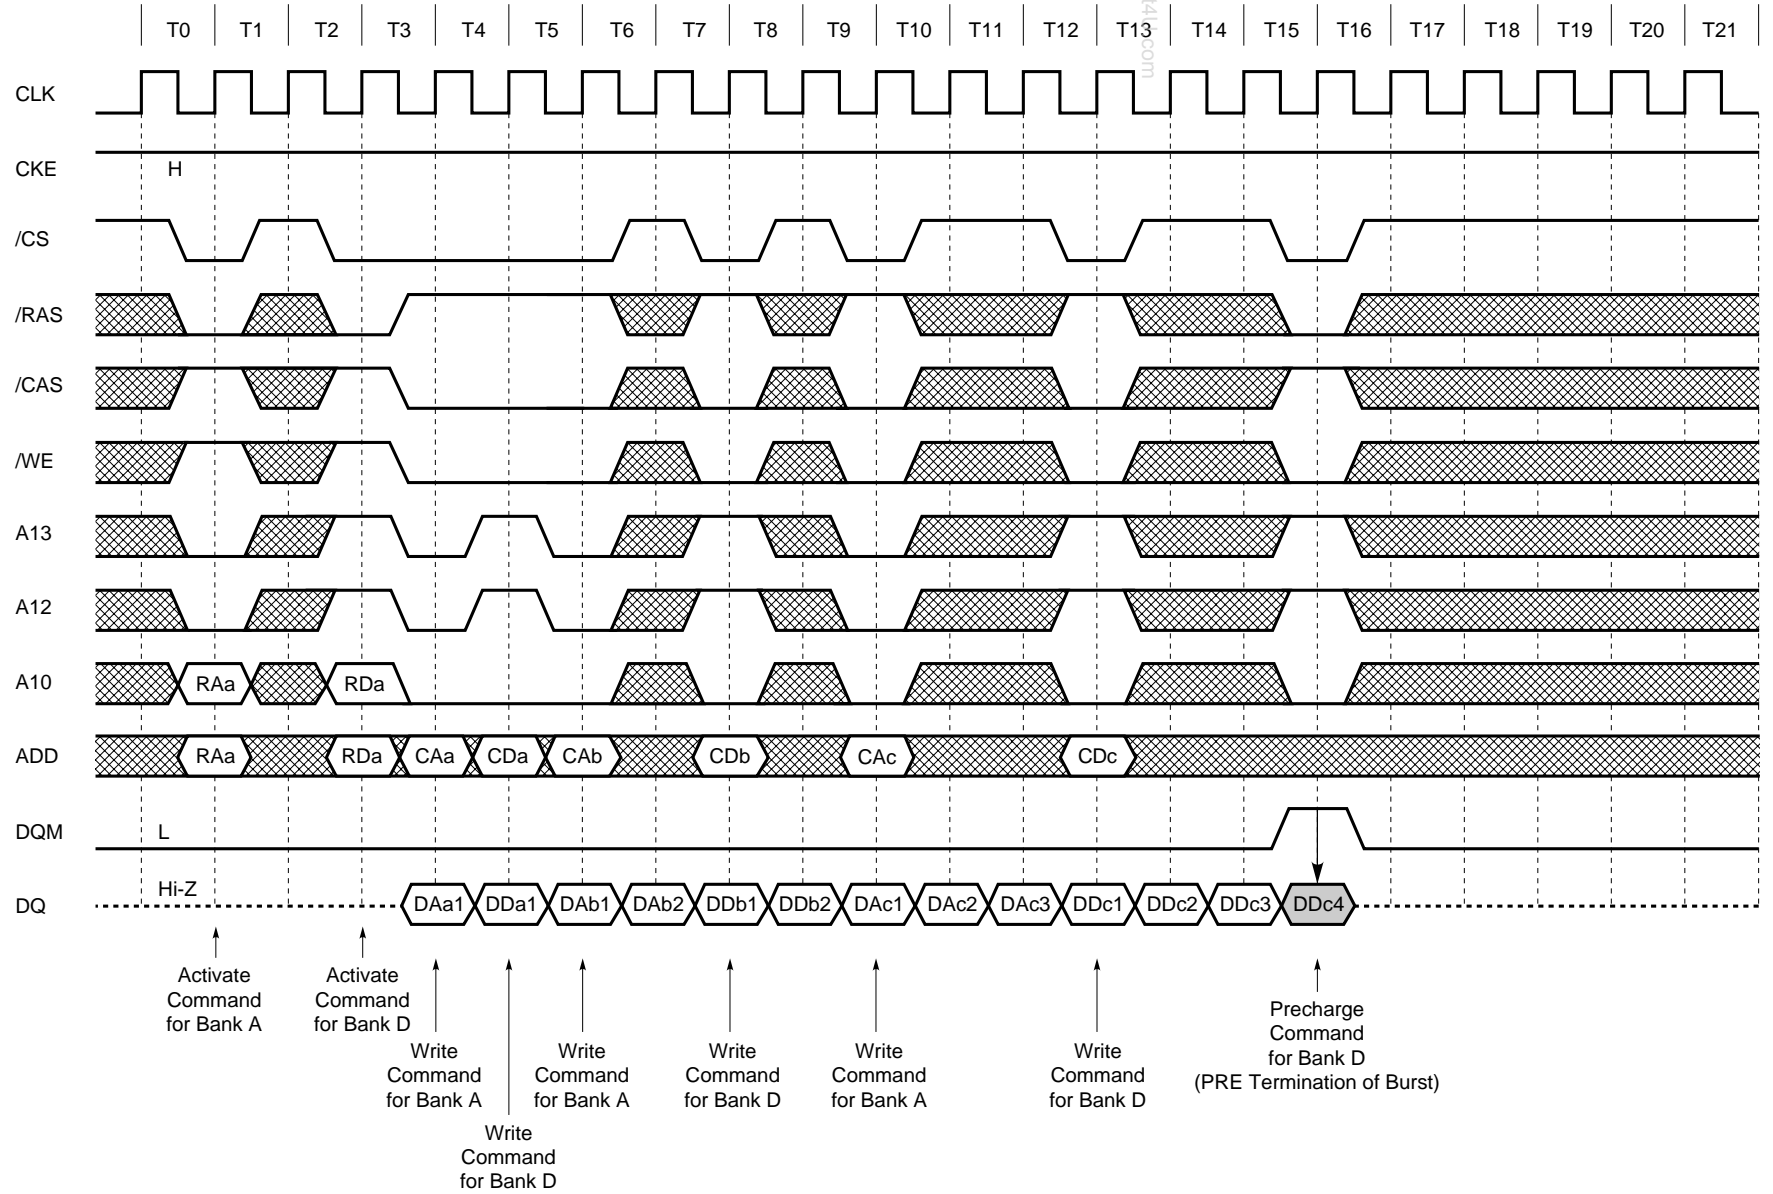 T0 T1 T2 T3 T4 T5 T6 T7 T8 T9 T10 T11 T12 T13 T14 T15 T16 T17 T18 T19 T20 T21
CLK
CKE H
/CS
/RAS
/CAS
/WE
A13
A12
A10 RAa RDa
ADD RAa RDa CAa CDa CAb CDb CAc CDc
DQM L
DQ Hi-Z DAa1 DDa1 DAb1 DAb2 DDb1 DDb2 DAc1 DAc2 DAc3 DDc1 DDc2 DDc3 DDc4
Activate
Command
for Bank A
Activate
Command
for Bank D
Write
Command
for Bank A
Write
Command
for Bank D
Write
Command
for Bank A
Write
Command
for Bank D
Write
Command
for Bank A
Write
Command
for Bank D
Precharge
Command
for Bank D
(PRE Termination of Burst)